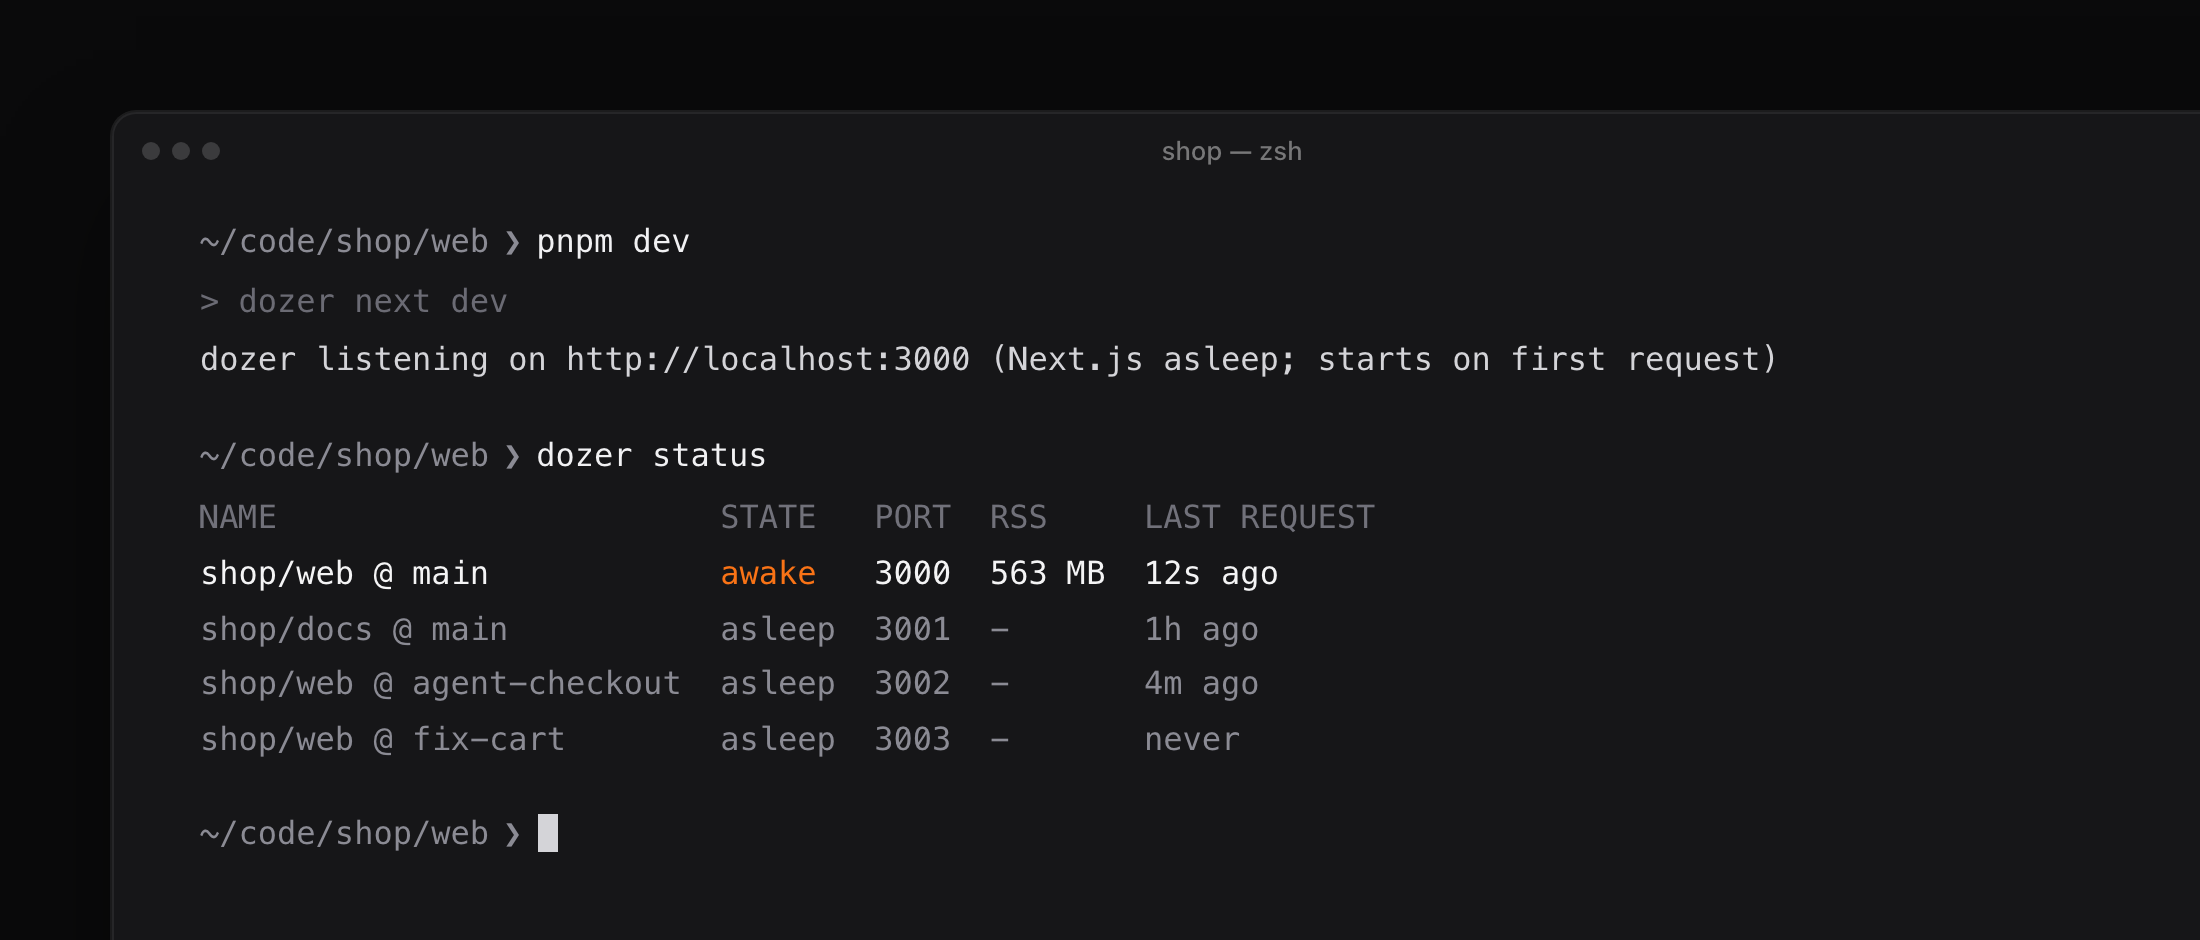 shop — zsh
~/code/shop/web ❯ pnpm dev
> dozer next dev
dozer listening on http://localhost:3000 (Next.js asleep; starts on first request)
~/code/shop/web ❯ dozer status
NAME                       STATE   PORT  RSS     LAST REQUEST
shop/web @ main            awake   3000  563 MB  12s ago
shop/docs @ main           asleep  3001  –       1h ago
shop/web @ agent-checkout  asleep  3002  –       4m ago
shop/web @ fix-cart        asleep  3003  –       never
~/code/shop/web ❯